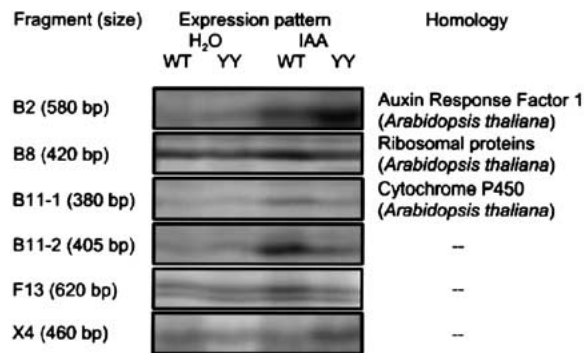 Fragment (size) Expression pattern Homology
H₂O IAA
WT YY WT YY
B2 (580 bp) Auxin Response Factor 1
(Arabidopsis thaliana)
B8 (420 bp) Ribosomal proteins
(Arabidopsis thaliana)
B11-1 (380 bp) Cytochrome P450
(Arabidopsis thaliana)
B11-2 (405 bp) --
F13 (620 bp) --
X4 (460 bp) --